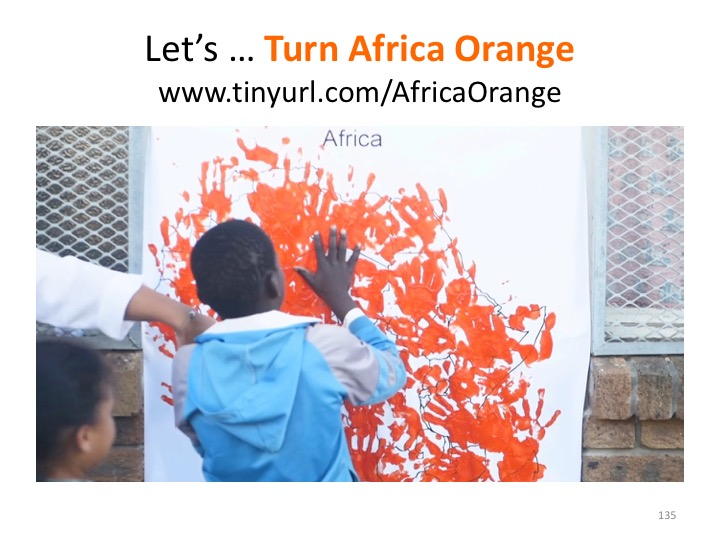 Let’s … Turn Africa Orange
www.tinyurl.com/AfricaOrange
Africa
135